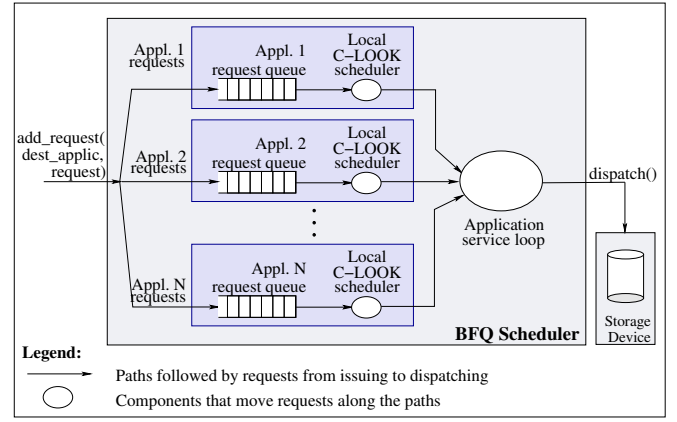 Appl. 1
requests
Appl. 1
request queue
Local
C−LOOK
scheduler
add_request(
dest_applic,
request)
Appl. 2
requests
Appl. 2
request queue
Local
C−LOOK
scheduler
dispatch()
Application
service loop
Appl. N
requests
Appl. N
request queue
Local
C−LOOK
scheduler
BFQ Scheduler
Storage
Device
Legend:
Paths followed by requests from issuing to dispatching
Components that move requests along the paths